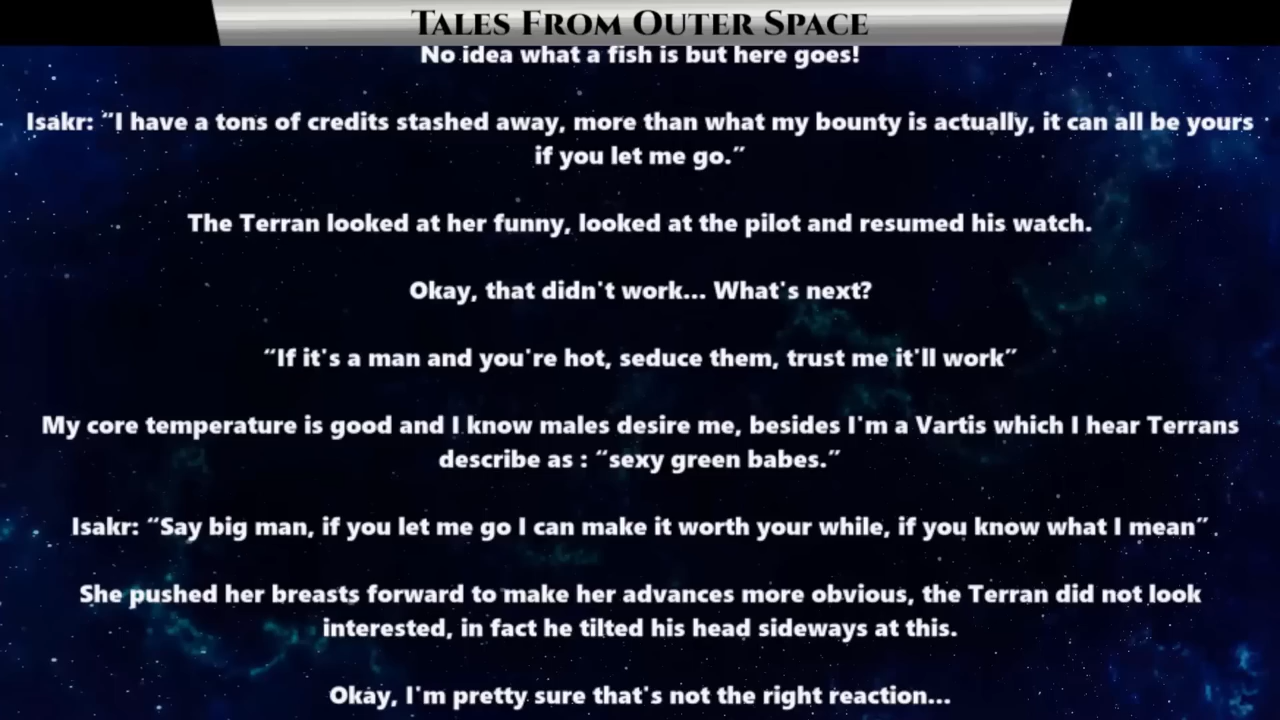 Tales From Outer Space
No idea what a fish is but here goes!
Isakr: “I have a tons of credits stashed away, more than what my bounty is actually, it can all be yours
if you let me go.”
The Terran looked at her funny, looked at the pilot and resumed his watch.
Okay, that didn't work... What's next?
“If it's a man and you're hot, seduce them, trust me it'll work”
My core temperature is good and I know males desire me, besides I'm a Vartis which I hear Terrans
describe as : “sexy green babes.”
Isakr: “Say big man, if you let me go I can make it worth your while, if you know what I mean”.
She pushed her breasts forward to make her advances more obvious, the Terran did not look
interested, in fact he tilted his head sideways at this.
Okay, I'm pretty sure that's not the right reaction...